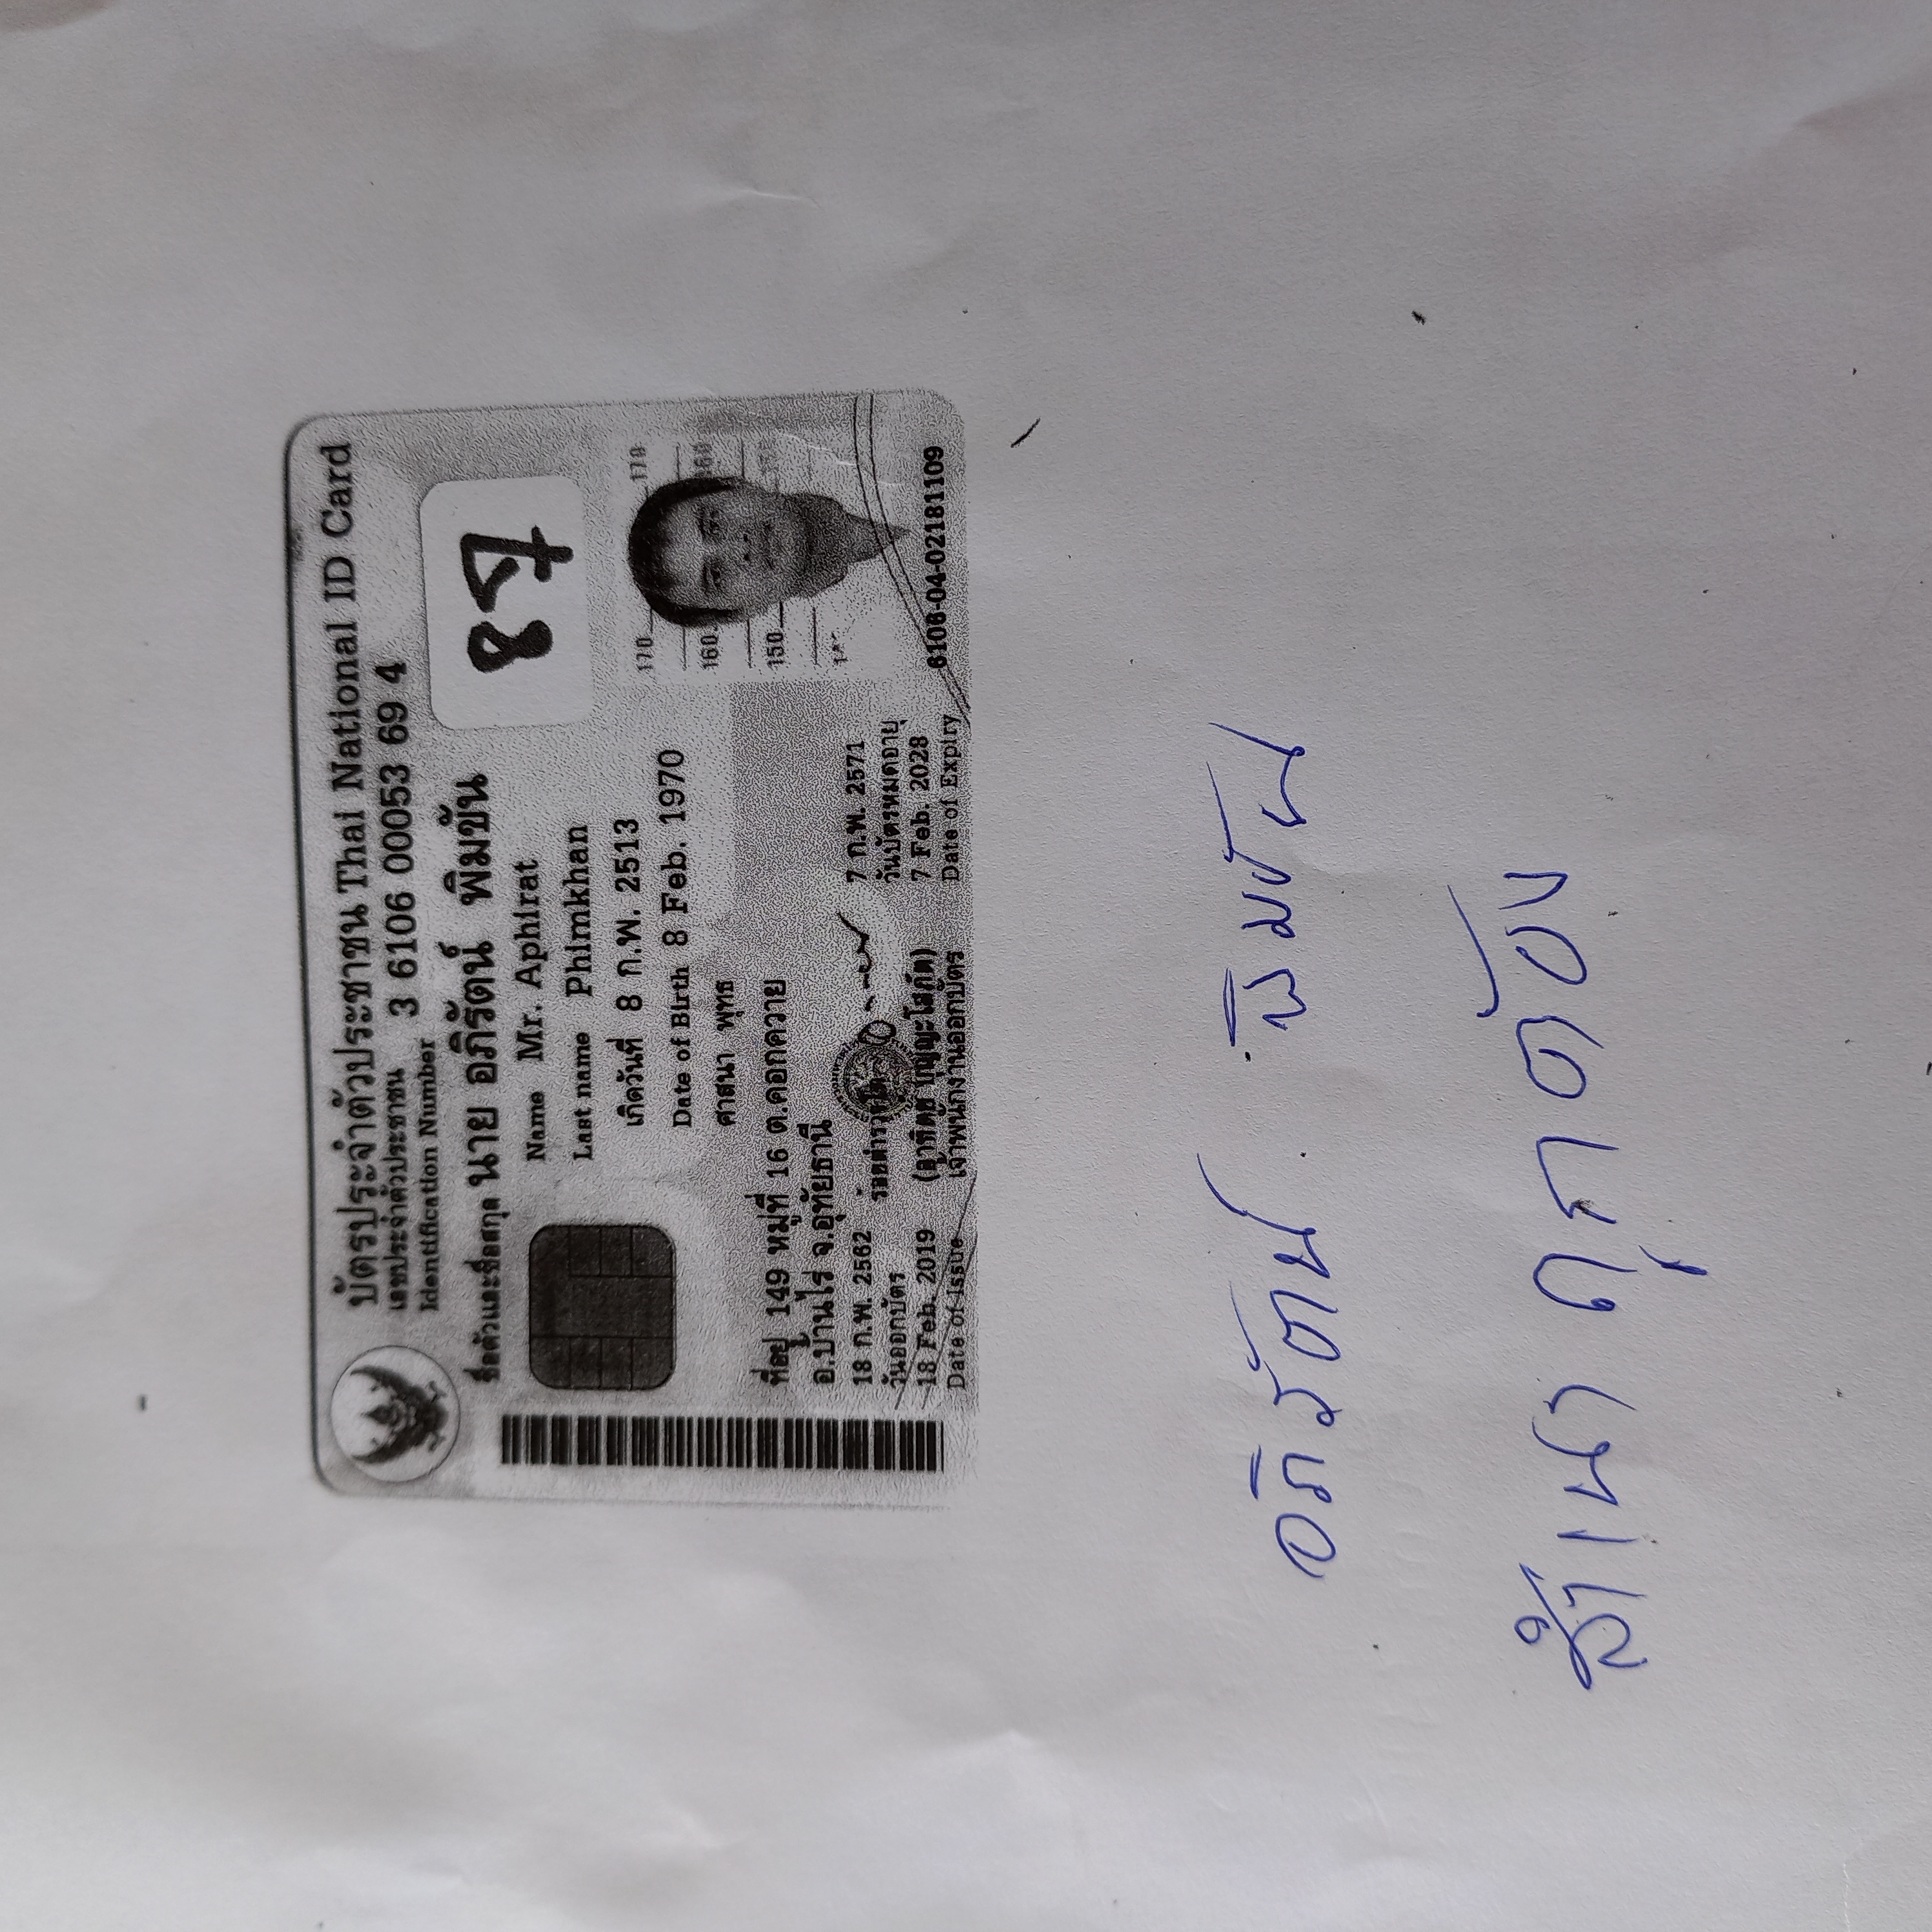 บัตรประจำตัวประชาชน Thai National ID Card
เลขประจำตัวประชาชน 3 6106 00053 69 4
Identification Number
ชื่อตัวและชื่อสกุล นาย อภิรัตน์ พิมขัน
87
Name Mr. Aphirat
Last name Phimkhan
เกิดวันที่ 8 ก.พ. 2513
Date of Birth 8 Feb. 1970
ศาสนา พุทธ
170 170
160 160
150 150
ที่อยู่ 149 หมู่ที่ 16 ต.คอกควาย
อ.บ้านไร่ จ.อุทัยธานี
18 ก.พ. 2562 ร้อยตำรวจโท 7 ก.พ. 2571
วันออกบัตร วันบัตรหมดอายุ
18 Feb. 2019 (อาทิตย์ บุญญะโสภัต) 7 Feb. 2028
Date of Issue เจ้าพนักงานออกบัตร Date of Expiry
6106-04-02181109
อภิรัตน์ พิมขัน
สำเนาถูกต้อง